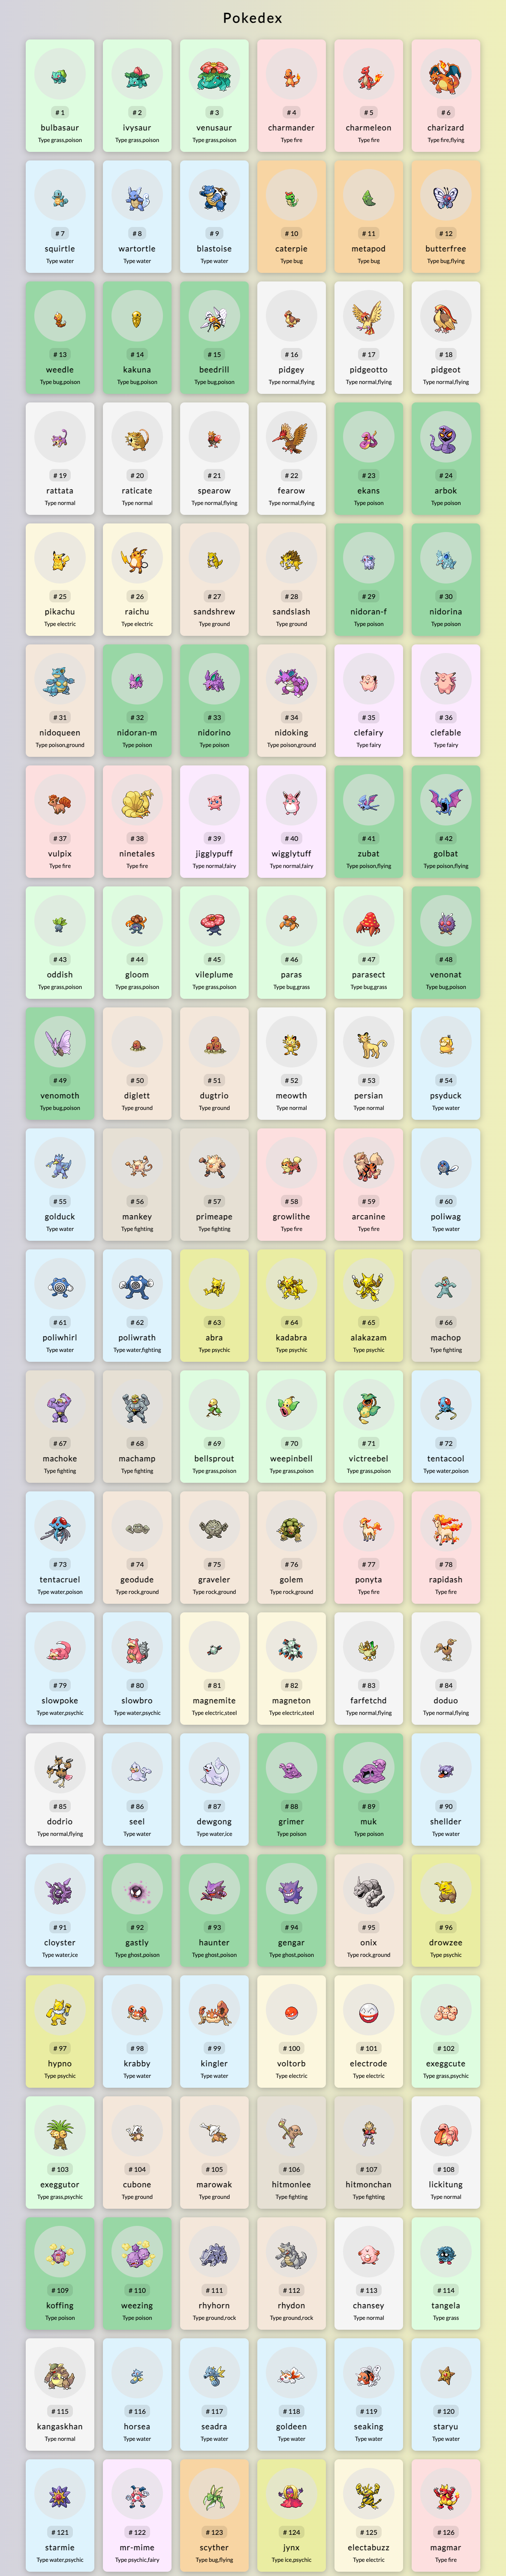 Pokedex
# 1 # 2 # 3 # 4 # 5 # 6
bulbasaur ivysaur venusaur charmander charmeleon charizard
Type grass,poison Type grass,poison Type grass,poison Type fire Type fire Type fire,flying
# 7 # 8 # 9 # 10 # 11 # 12
squirtle wartortle blastoise caterpie metapod butterfree
Type water Type water Type water Type bug Type bug Type bug,flying
# 13 # 14 # 15 # 16 # 17 # 18
weedle kakuna beedrill pidgey pidgeotto pidgeot
Type bug,poison Type bug,poison Type bug,poison Type normal,flying Type normal,flying Type normal,flying
# 19 # 20 # 21 # 22 # 23 # 24
rattata raticate spearow fearow ekans arbok
Type normal Type normal Type normal,flying Type normal,flying Type poison Type poison
# 25 # 26 # 27 # 28 # 29 # 30
pikachu raichu sandshrew sandslash nidoran-f nidorina
Type electric Type electric Type ground Type ground Type poison Type poison
# 31 # 32 # 33 # 34 # 35 # 36
nidoqueen nidoran-m nidorino nidoking clefairy clefable
Type poison,ground Type poison Type poison Type poison,ground Type fairy Type fairy
# 37 # 38 # 39 # 40 # 41 # 42
vulpix ninetales jigglypuff wigglytuff zubat golbat
Type fire Type fire Type normal,fairy Type normal,fairy Type poison,flying Type poison,flying
# 43 # 44 # 45 # 46 # 47 # 48
oddish gloom vileplume paras parasect venonat
Type grass,poison Type grass,poison Type grass,poison Type bug,grass Type bug,grass Type bug,poison
# 49 # 50 # 51 # 52 # 53 # 54
venomoth diglett dugtrio meowth persian psyduck
Type bug,poison Type ground Type ground Type normal Type normal Type water
# 55 # 56 # 57 # 58 # 59 # 60
golduck mankey primeape growlithe arcanine poliwag
Type water Type fighting Type fighting Type fire Type fire Type water
# 61 # 62 # 63 # 64 # 65 # 66
poliwhirl poliwrath abra kadabra alakazam machop
Type water Type water,fighting Type psychic Type psychic Type psychic Type fighting
# 67 # 68 # 69 # 70 # 71 # 72
machoke machamp bellsprout weepinbell victreebel tentacool
Type fighting Type fighting Type grass,poison Type grass,poison Type grass,poison Type water,poison
# 73 # 74 # 75 # 76 # 77 # 78
tentacruel geodude graveler golem ponyta rapidash
Type water,poison Type rock,ground Type rock,ground Type rock,ground Type fire Type fire
# 79 # 80 # 81 # 82 # 83 # 84
slowpoke slowbro magnemite magneton farfetchd doduo
Type water,psychic Type water,psychic Type electric,steel Type electric,steel Type normal,flying Type normal,flying
# 85 # 86 # 87 # 88 # 89 # 90
dodrio seel dewgong grimer muk shellder
Type normal,flying Type water Type water,ice Type poison Type poison Type water
# 91 # 92 # 93 # 94 # 95 # 96
cloyster gastly haunter gengar onix drowzee
Type water,ice Type ghost,poison Type ghost,poison Type ghost,poison Type rock,ground Type psychic
# 97 # 98 # 99 # 100 # 101 # 102
hypno krabby kingler voltorb electrode exeggcute
Type psychic Type water Type water Type electric Type electric Type grass,psychic
# 103 # 104 # 105 # 106 # 107 # 108
exeggutor cubone marowak hitmonlee hitmonchan lickitung
Type grass,psychic Type ground Type ground Type fighting Type fighting Type normal
# 109 # 110 # 111 # 112 # 113 # 114
koffing weezing rhyhorn rhydon chansey tangela
Type poison Type poison Type ground,rock Type ground,rock Type normal Type grass
# 115 # 116 # 117 # 118 # 119 # 120
kangaskhan horsea seadra goldeen seaking staryu
Type normal Type water Type water Type water Type water Type water
# 121 # 122 # 123 # 124 # 125 # 126
starmie mr-mime scyther jynx electabuzz magmar
Type water,psychic Type psychic,fairy Type bug,flying Type ice,psychic Type electric Type fire